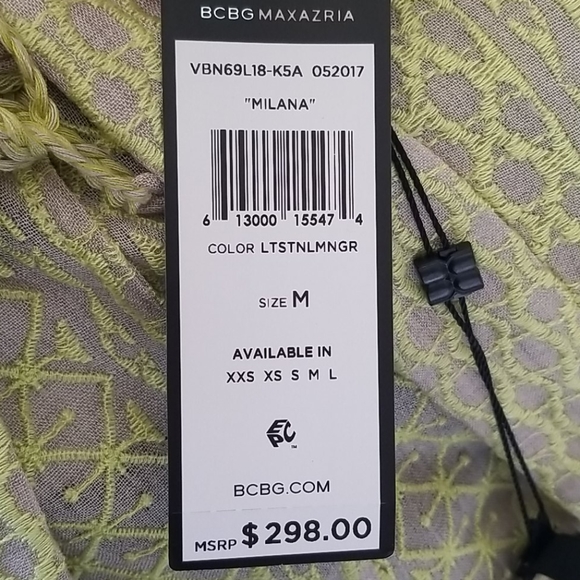 BCBGMAXAZRIA
VBN69L18-K5A 052017
"MILANA"
6 13000 15547 4
COLOR LTSTNLMNGR
SIZE M
AVAILABLE IN
XXS XS S M L
EPC™
BCBG.COM
MSRP $298.00